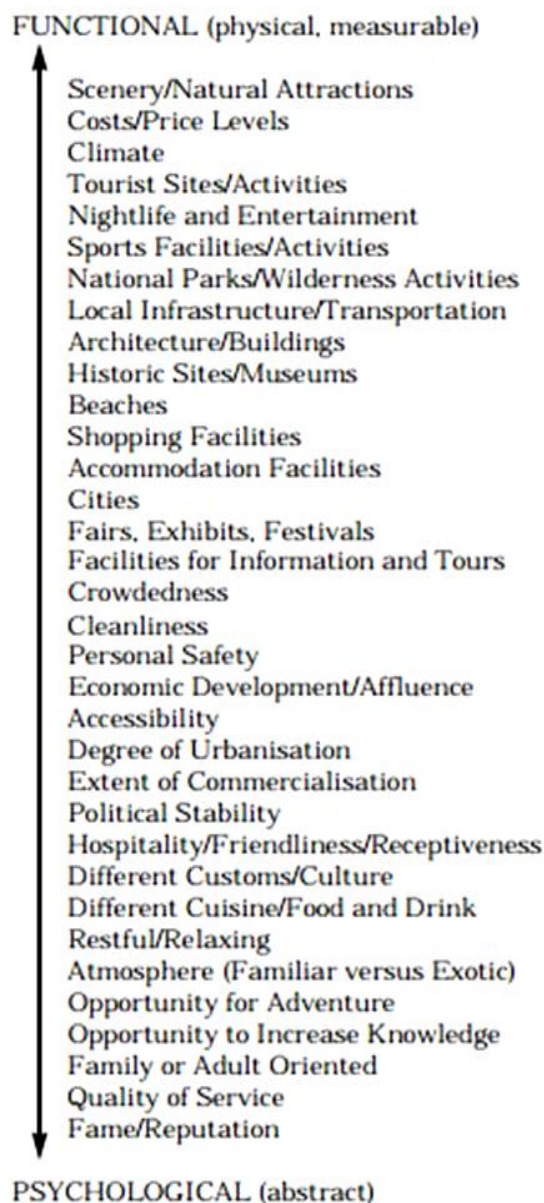 FUNCTIONAL (physical, measurable)
Scenery/Natural Attractions
Costs/Price Levels
Climate
Tourist Sites/Activities
Nightlife and Entertainment
Sports Facilities/Activities
National Parks/Wilderness Activities
Local Infrastructure/Transportation
Architecture/Buildings
Historic Sites/Museums
Beaches
Shopping Facilities
Accommodation Facilities
Cities
Fairs, Exhibits, Festivals
Facilities for Information and Tours
Crowdedness
Cleanliness
Personal Safety
Economic Development/Affluence
Accessibility
Degree of Urbanisation
Extent of Commercialisation
Political Stability
Hospitality/Friendliness/Receptiveness
Different Customs/Culture
Different Cuisine/Food and Drink
Restful/Relaxing
Atmosphere (Familiar versus Exotic)
Opportunity for Adventure
Opportunity to Increase Knowledge
Family or Adult Oriented
Quality of Service
Fame/Reputation
PSYCHOLOGICAL (abstract)